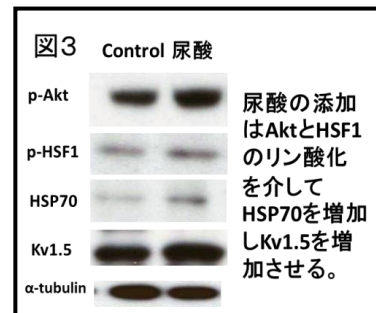 図3
Control 尿酸
p-Akt
p-HSF1
HSP70
Kv1.5
α-tubulin
尿酸の添加
はAktとHSF1
のリン酸化
を介して
HSP70を増加
しKv1.5を増
加させる。